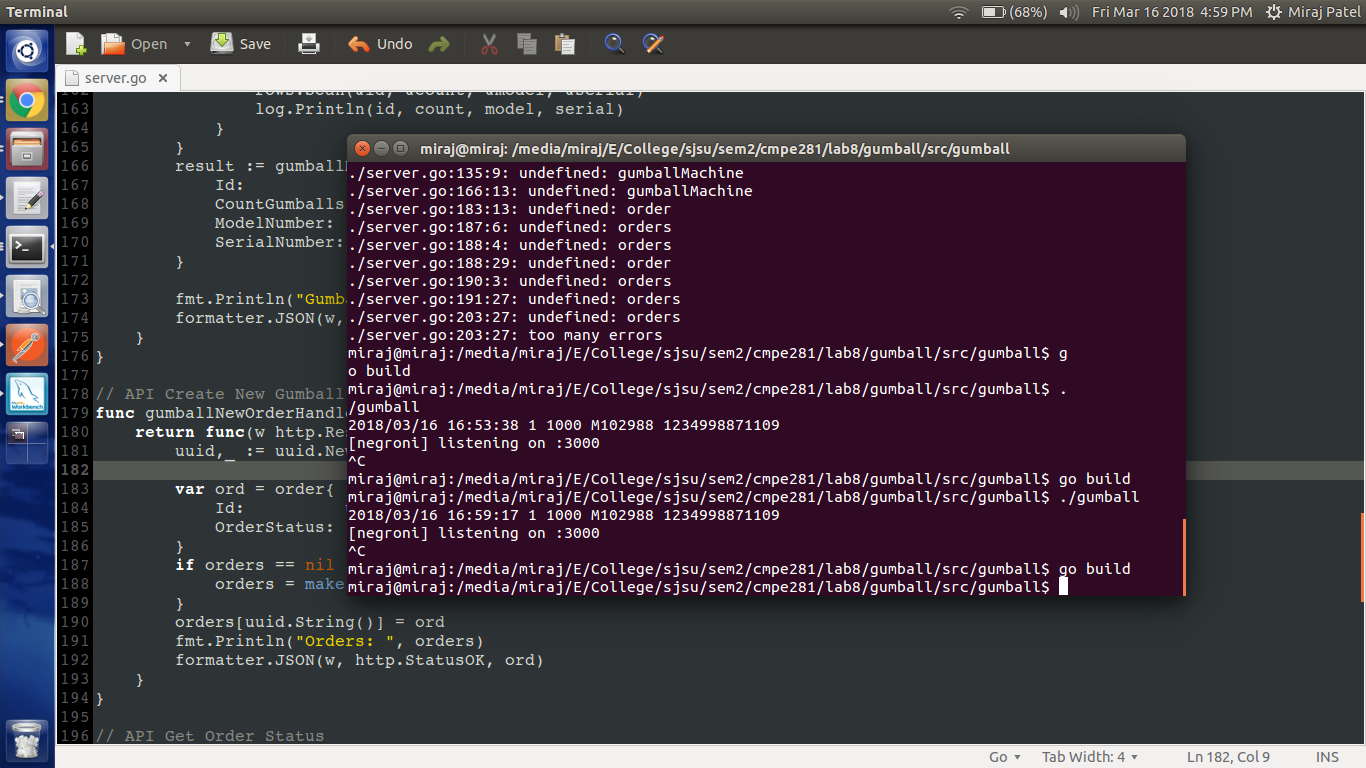 Terminal
(68%)
Fri Mar 16 2018 4:59 PM
Miraj Patel
Open
Save
Undo
server.go
163 log.Println(id, count, model, serial)
164 }
165 }
166 result := gumball
167 Id:
168 CountGumballs
169 ModelNumber:
170 SerialNumber:
171 }
172
173 fmt.Println("Gumb
174 formatter.JSON(w,
175 }
176 }
177
178 // API Create New Gumball
179 func gumballNewOrderHandle
180 return func(w http.Res
181 uuid,_ := uuid.New
182
183 var ord = order{
184 Id:
185 OrderStatus:
186 }
187 if orders == nil
188 orders = make
189 }
190 orders[uuid.String()] = ord
191 fmt.Println("Orders: ", orders)
192 formatter.JSON(w, http.StatusOK, ord)
193 }
194 }
195
196 // API Get Order Status
miraj@miraj: /media/miraj/E/College/sjsu/sem2/cmpe281/lab8/gumball/src/gumball
./server.go:135:9: undefined: gumballMachine
./server.go:166:13: undefined: gumballMachine
./server.go:183:13: undefined: order
./server.go:187:6: undefined: orders
./server.go:188:4: undefined: orders
./server.go:188:29: undefined: order
./server.go:190:3: undefined: orders
./server.go:191:27: undefined: orders
./server.go:203:27: undefined: orders
./server.go:203:27: too many errors
miraj@miraj:/media/miraj/E/College/sjsu/sem2/cmpe281/lab8/gumball/src/gumball$ g
o build
miraj@miraj:/media/miraj/E/College/sjsu/sem2/cmpe281/lab8/gumball/src/gumball$ .
/gumball
2018/03/16 16:53:38 1 1000 M102988 1234998871109
[negroni] listening on :3000
^C
miraj@miraj:/media/miraj/E/College/sjsu/sem2/cmpe281/lab8/gumball/src/gumball$ go build
miraj@miraj:/media/miraj/E/College/sjsu/sem2/cmpe281/lab8/gumball/src/gumball$ ./gumball
2018/03/16 16:59:17 1 1000 M102988 1234998871109
[negroni] listening on :3000
^C
miraj@miraj:/media/miraj/E/College/sjsu/sem2/cmpe281/lab8/gumball/src/gumball$ go build
miraj@miraj:/media/miraj/E/College/sjsu/sem2/cmpe281/lab8/gumball/src/gumball$
Workbench
Go
Tab Width: 4
Ln 182, Col 9
INS